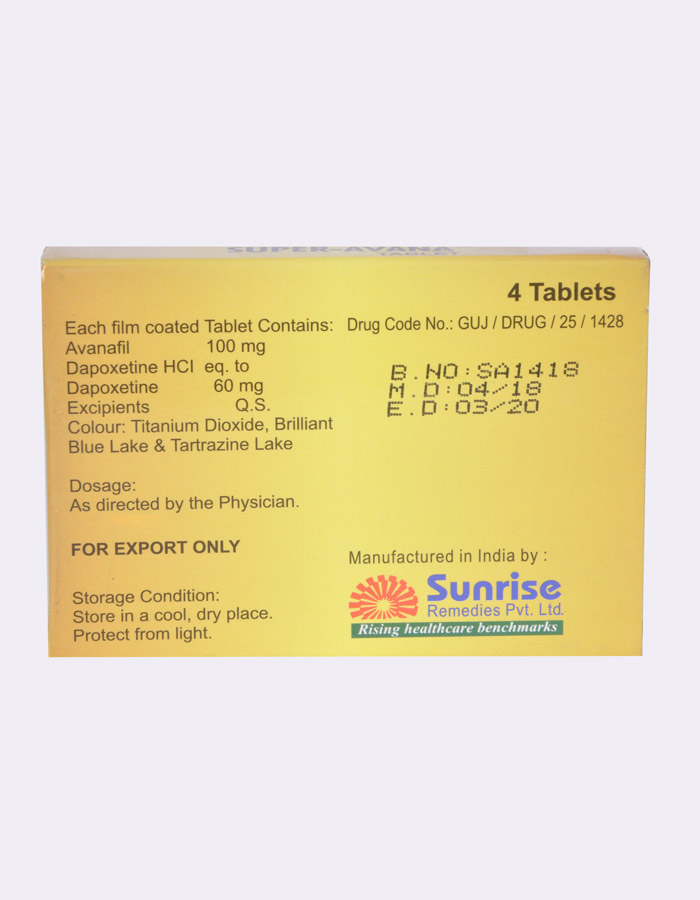 SUPER-AVANA
TABLET
4 Tablets
Each film coated Tablet Contains:
Avanafil 100 mg
Dapoxetine HCl eq. to
Dapoxetine 60 mg
Excipients Q.S.
Colour: Titanium Dioxide, Brilliant
Blue Lake & Tartrazine Lake
Drug Code No.: GUJ / DRUG / 25 / 1428
B.NO:SA1418
M.D:04/18
E.D:03/20
Dosage:
As directed by the Physician.
FOR EXPORT ONLY
Storage Condition:
Store in a cool, dry place.
Protect from light.
Manufactured in India by :
Sunrise
Remedies Pvt. Ltd.
Rising healthcare benchmarks